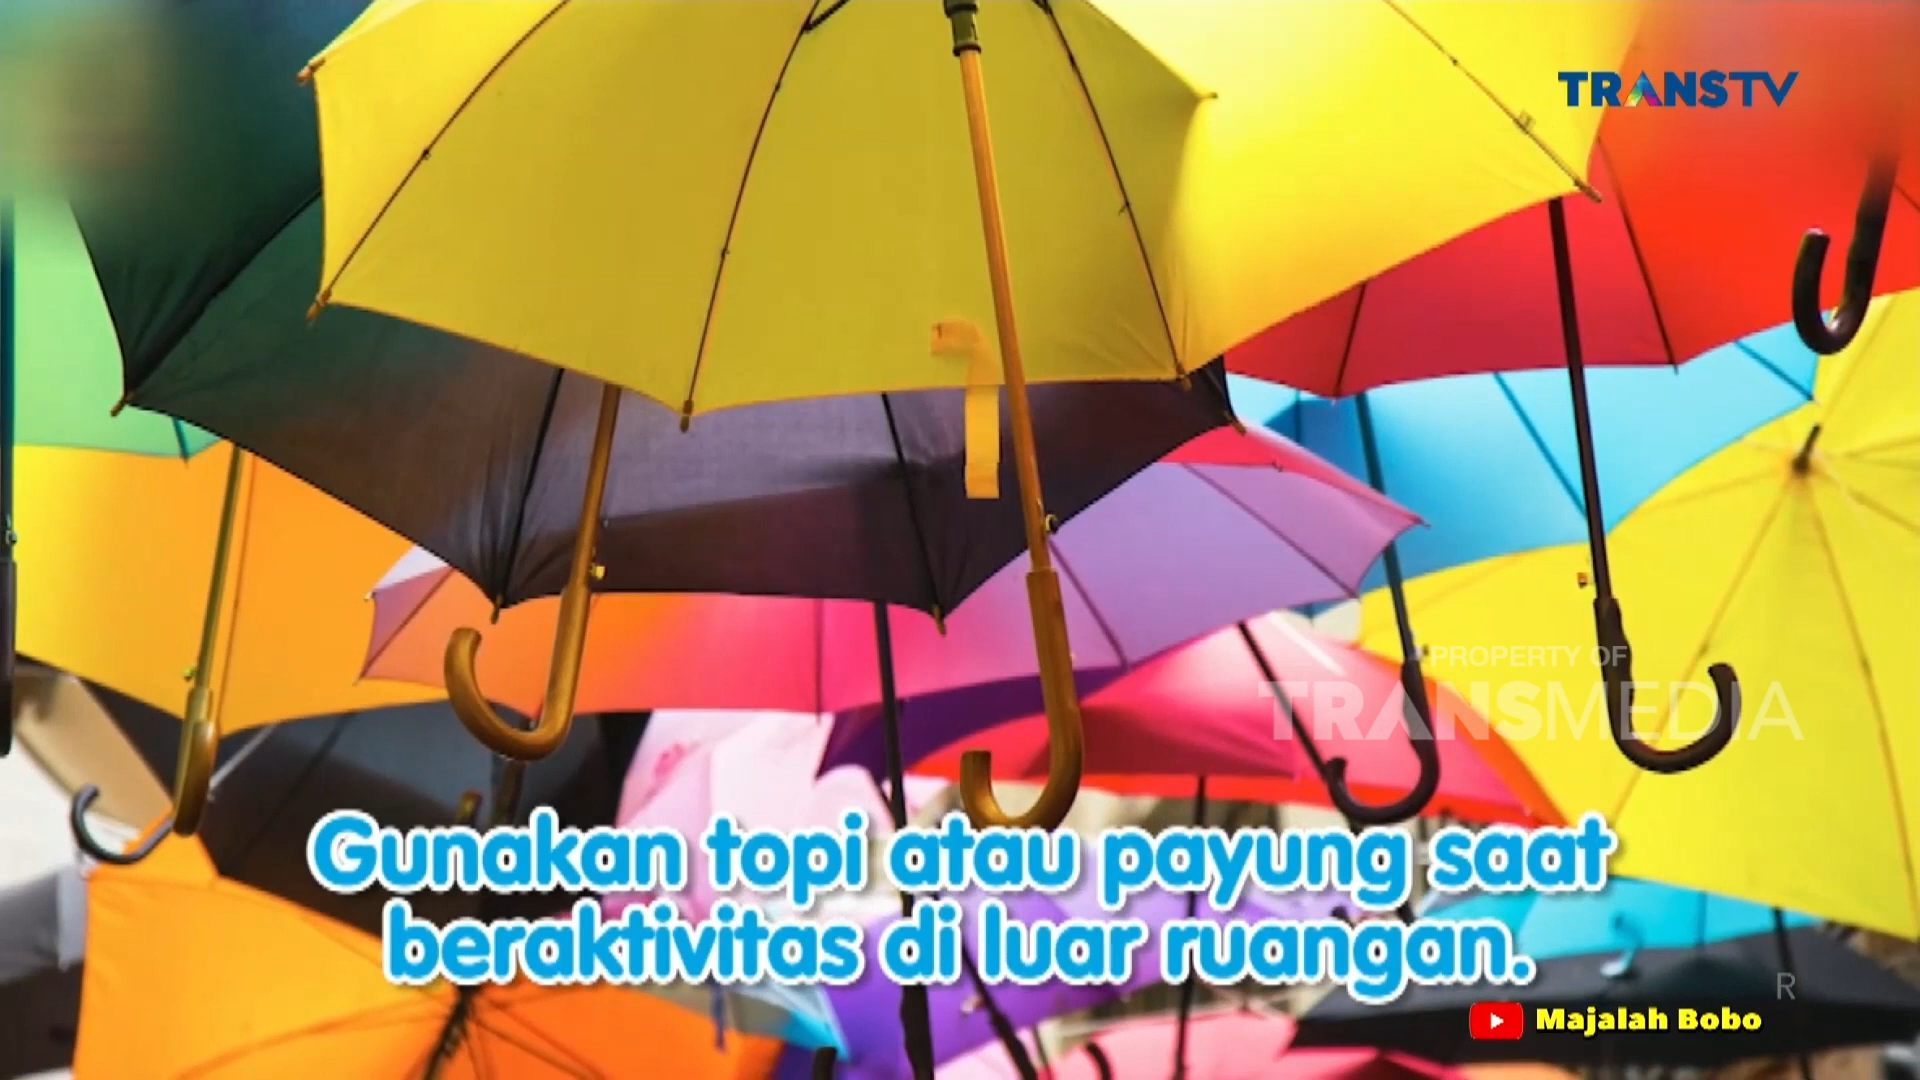 TRANSTV
PROPERTY OF
TRANSMEDIA
Gunakan topi atau payung saat
beraktivitas di luar ruangan.
R
Majalah Bobo